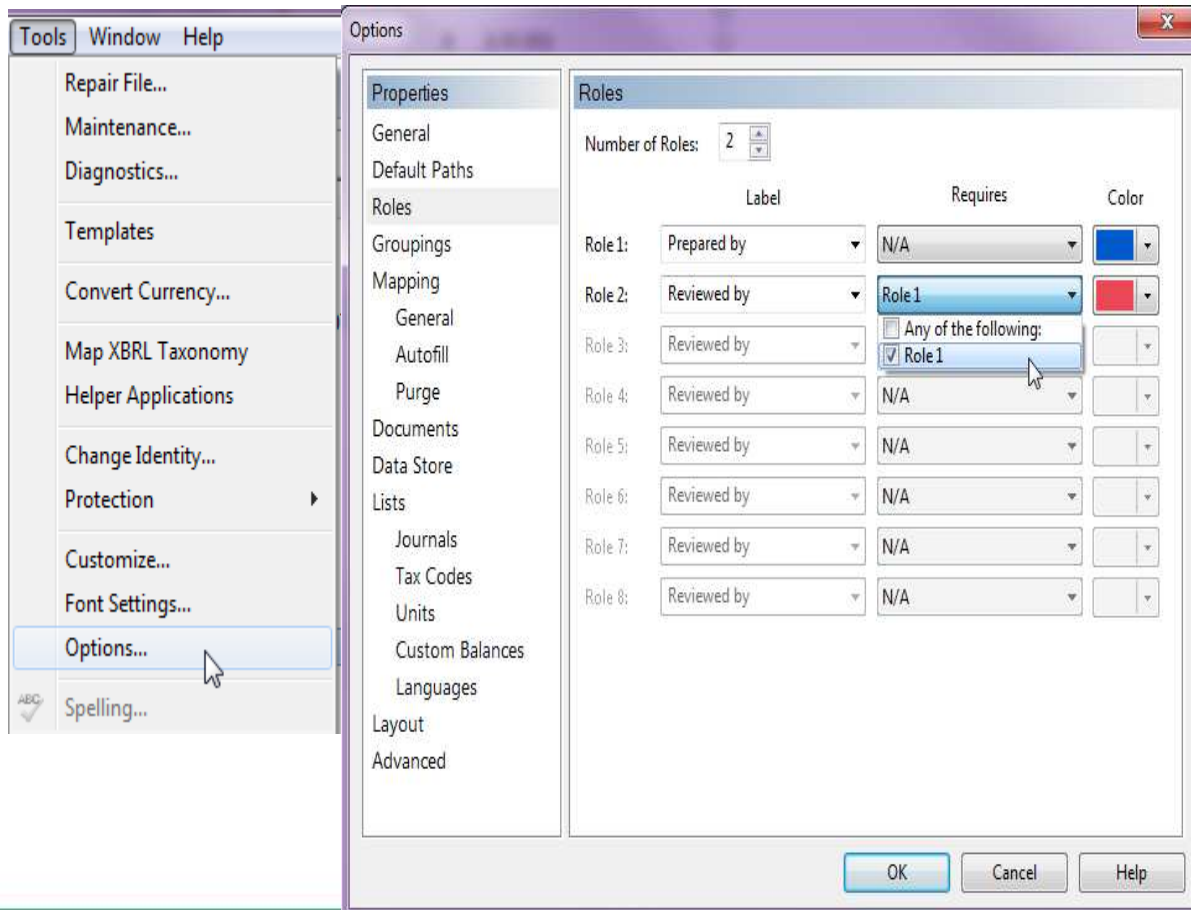 Tools Window Help
Repair File...
Maintenance...
Diagnostics...
Templates
Convert Currency...
Map XBRL Taxonomy
Helper Applications
Change Identity...
Protection
Customize...
Font Settings...
Options...
ABC Spelling...
Options
Properties
General
Default Paths
Roles
Groupings
Mapping
General
Autofill
Purge
Documents
Data Store
Lists
Journals
Tax Codes
Units
Custom Balances
Languages
Layout
Advanced
Roles
Number of Roles: 2
Label Requires Color
Role 1: Prepared by N/A
Role 2: Reviewed by Role 1
Any of the following:
Role 1
Role 3: Reviewed by
Role 4: Reviewed by N/A
Role 5: Reviewed by N/A
Role 6: Reviewed by N/A
Role 7: Reviewed by N/A
Role 8: Reviewed by N/A
OK Cancel Help